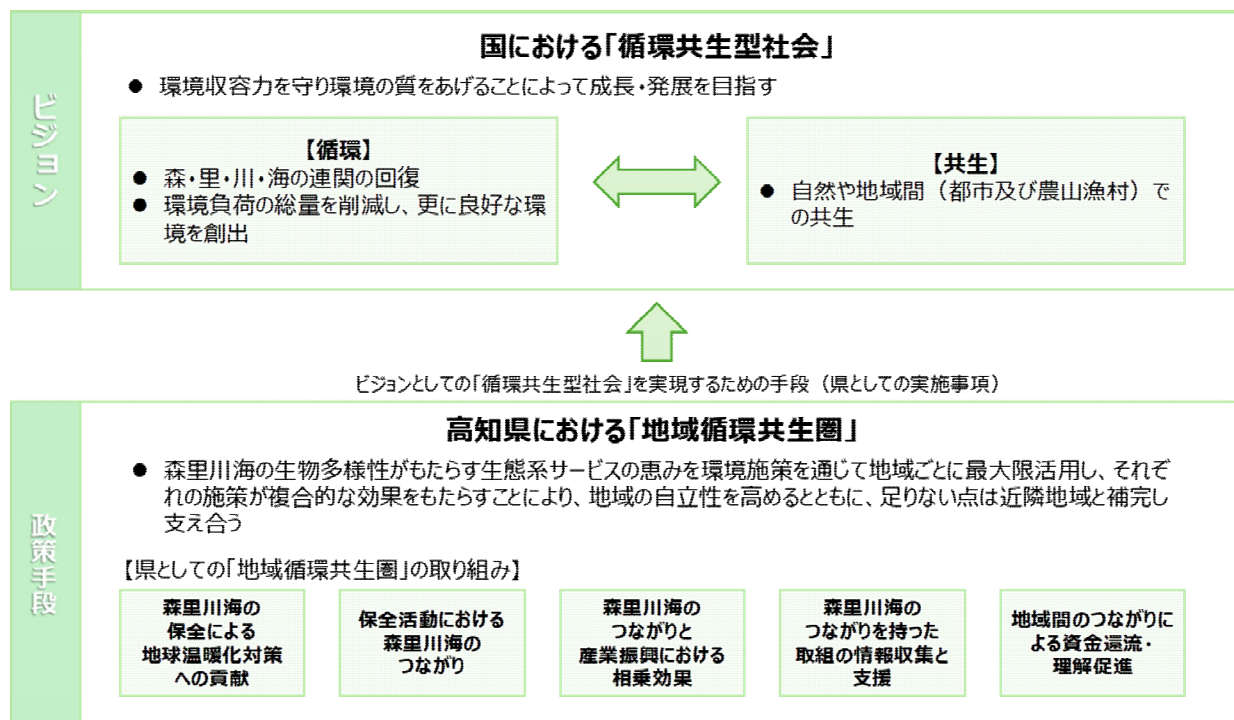 ビジョン
国における「循環共生型社会」
● 環境収容力を守り環境の質をあげることによって成長・発展を目指す
【循環】
● 森・里・川・海の連関の回復
● 環境負荷の総量を削減し、更に良好な環
境を創出
【共生】
● 自然や地域間（都市及び農山漁村）で
の共生
ビジョンとしての「循環共生型社会」を実現するための手段（県としての実施事項）
政策手段
高知県における「地域循環共生圏」
● 森里川海の生物多様性がもたらす生態系サービスの恵みを環境施策を通じて地域ごとに最大限活用し、それぞ
れの施策が複合的な効果をもたらすことにより、地域の自立性を高めるとともに、足りない点は近隣地域と補完し
支え合う
【県としての「地域循環共生圏」の取り組み】
森里川海の
保全による
地球温暖化対策
への貢献
保全活動における
森里川海の
つながり
森里川海の
つながりと
産業振興における
相乗効果
森里川海の
つながりを持った
取組の情報収集と
支援
地域間のつながりに
よる資金還流・
理解促進